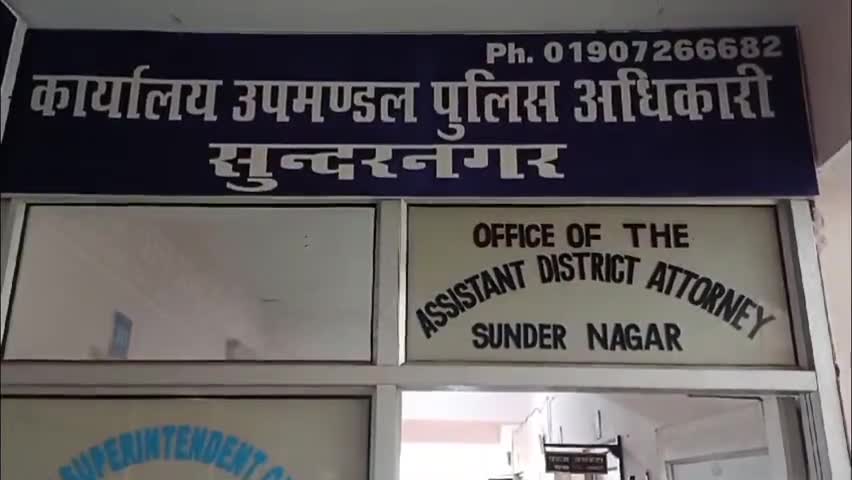 Ph. 01907266682
कार्यालय उपमण्डल पुलिस अधिकारी
सुन्दरनगर
OFFICE OF THE
ASSISTANT DISTRICT ATTORNEY
SUNDER NAGAR
SUPERINTENDENT